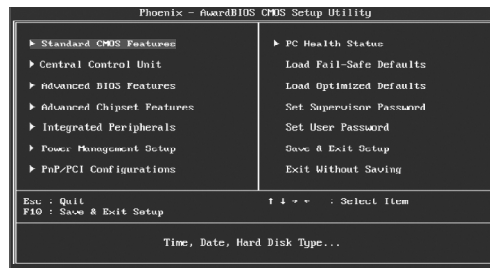 Phoenix - AwardBIOS CMOS Setup Utility
▶ Standard CMOS Features
▶ Central Control Unit
▶ Advanced BIOS Features
▶ Advanced Chipset Features
▶ Integrated Peripherals
▶ Power Management Setup
▶ PnP/PCI Configurations
▶ PC Health Status
Load Fail-Safe Defaults
Load Optimized Defaults
Set Supervisor Password
Set User Password
Save & Exit Setup
Exit Without Saving
Esc : Quit
F10 : Save & Exit Setup
↑ ↓ → ← : Select Item
Time, Date, Hard Disk Type...